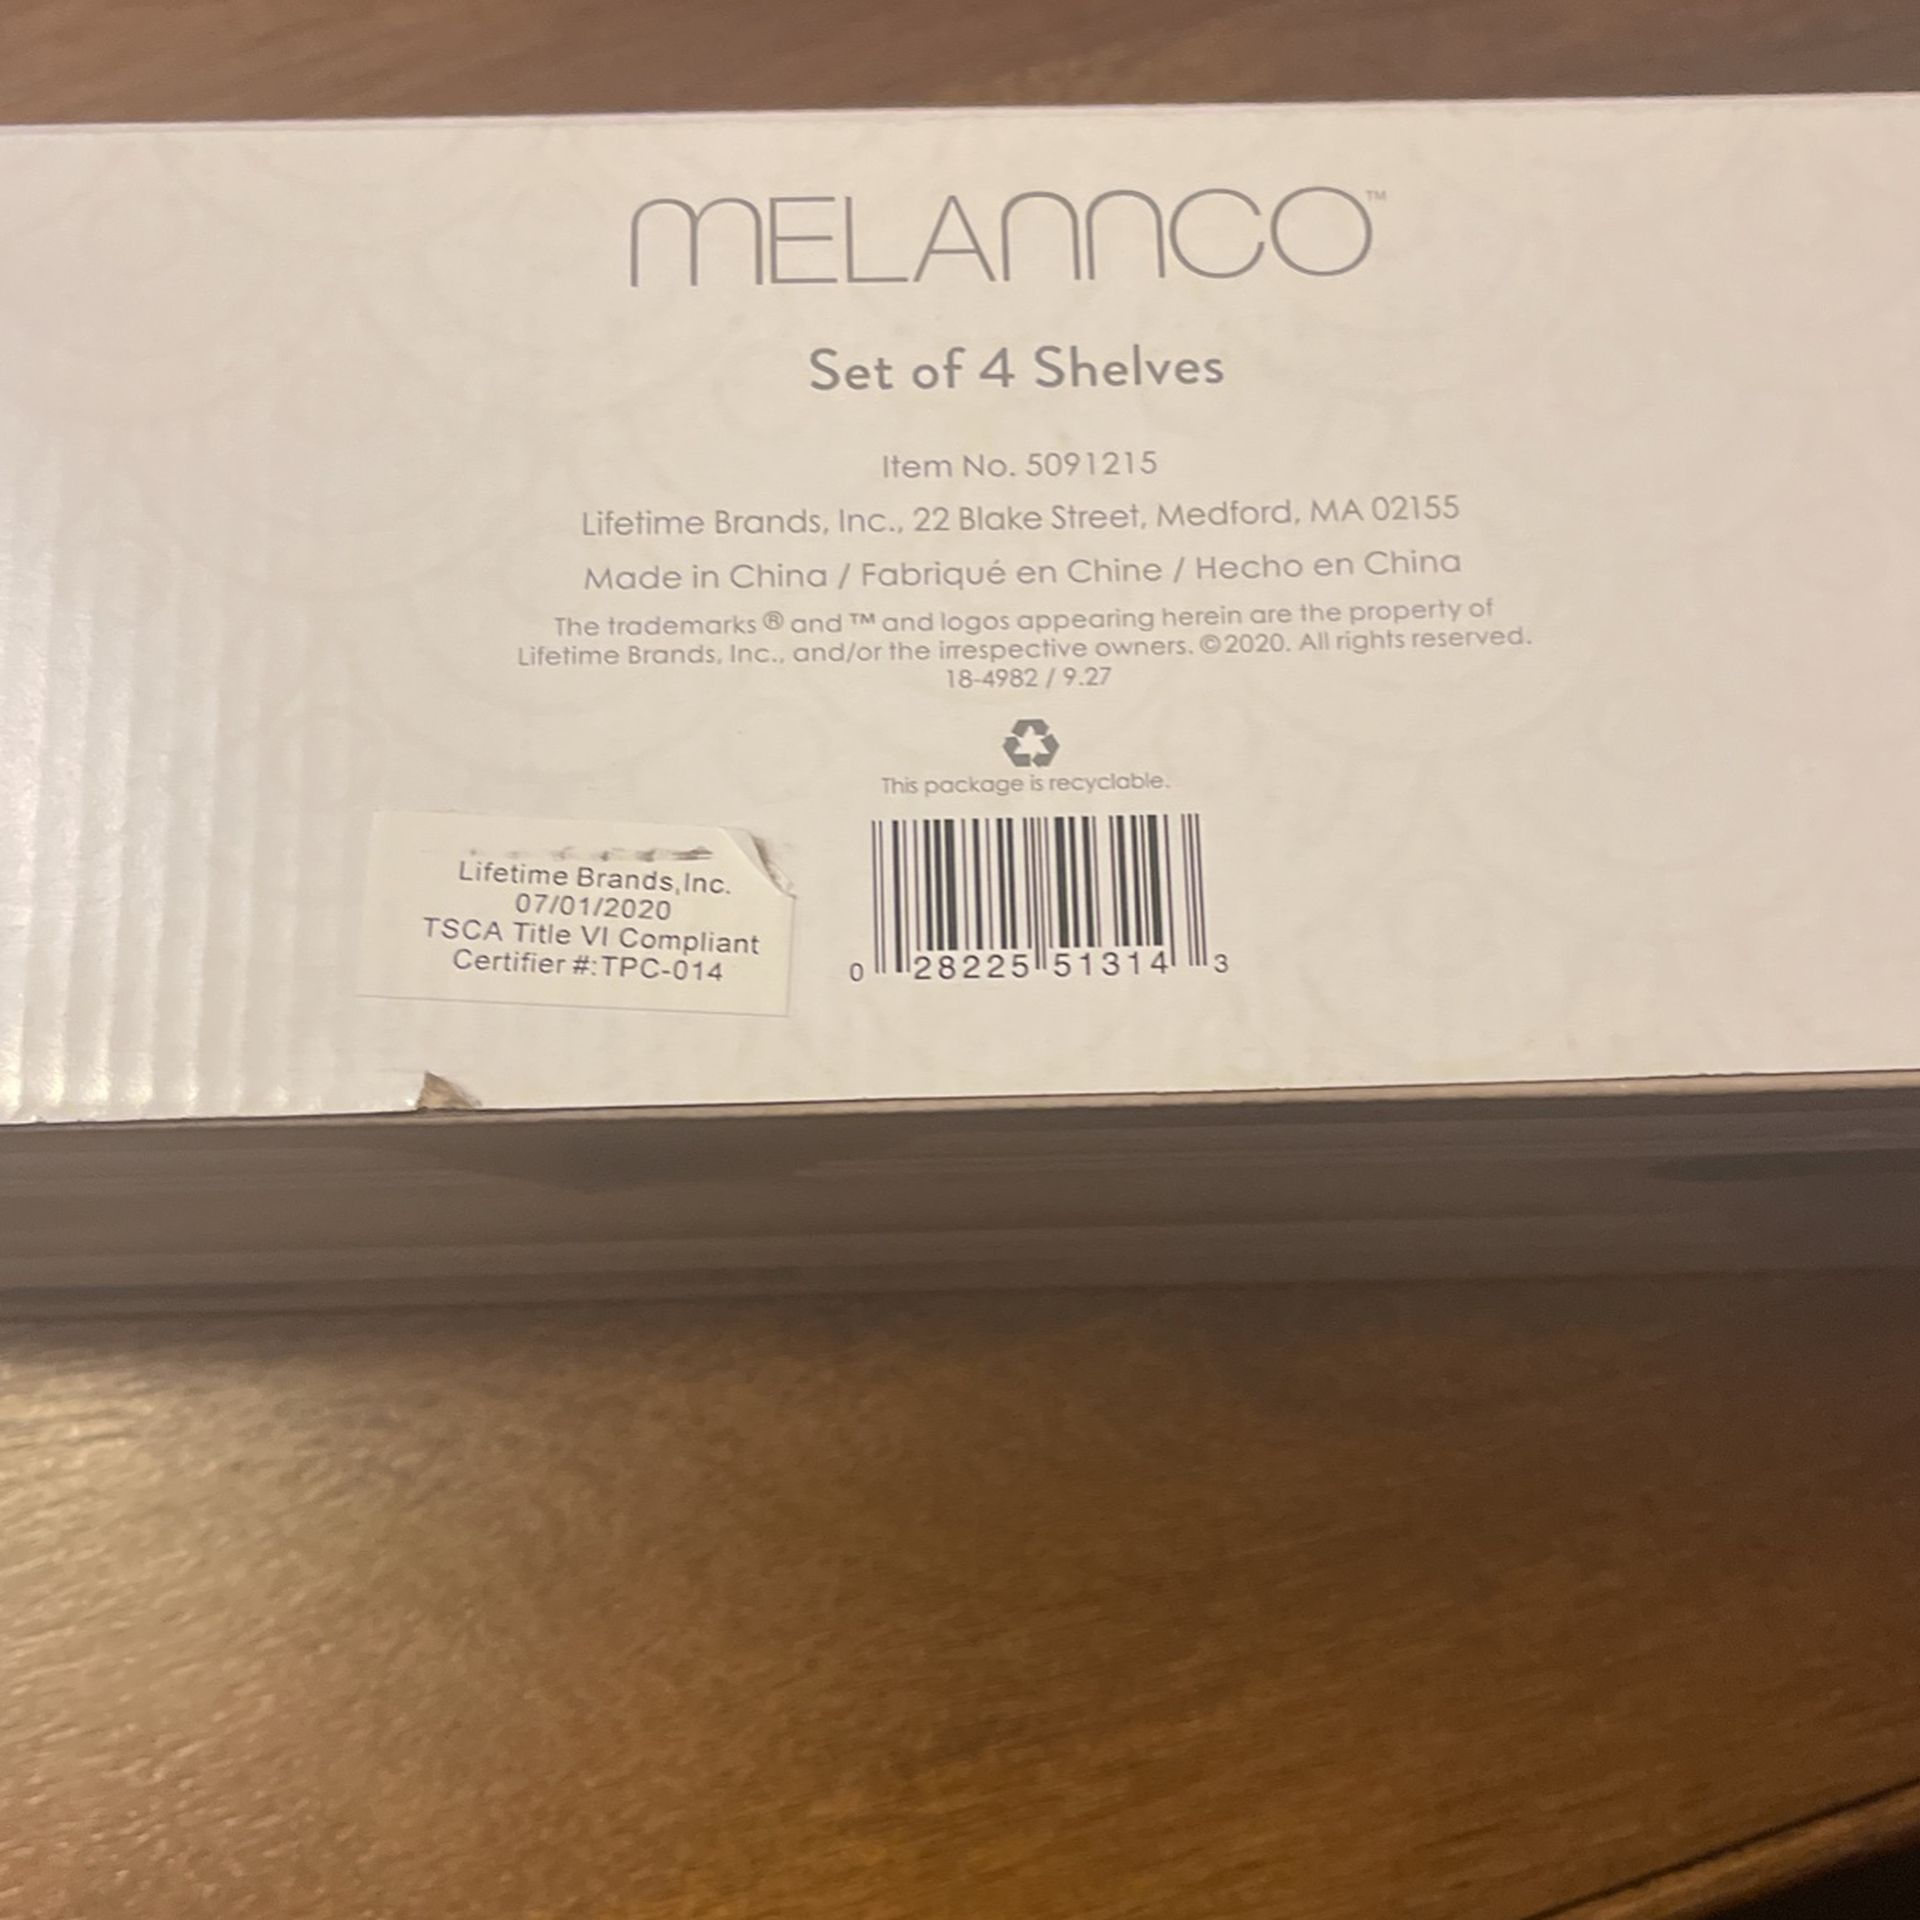 MELANNCO™
Set of 4 Shelves
Item No. 5091215
Lifetime Brands, Inc., 22 Blake Street, Medford, MA 02155
Made in China / Fabriqué en Chine / Hecho en China
The trademarks ® and ™ and logos appearing herein are the property of
Lifetime Brands, Inc., and/or the irrespective owners. ©2020. All rights reserved.
18-4982 / 9.27
This package is recyclable.
Lifetime Brands,Inc.
07/01/2020
TSCA Title VI Compliant
Certifier #:TPC-014
0 28225 51314 3